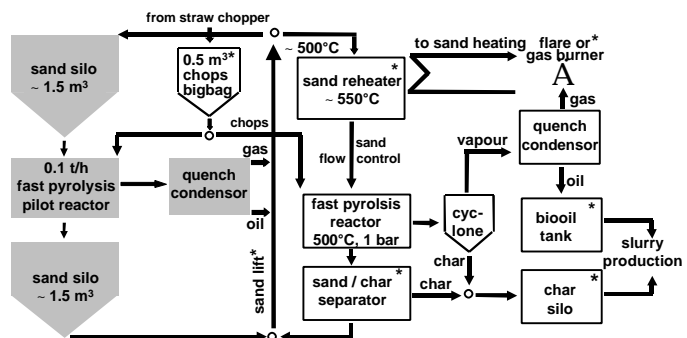 from straw chopper
sand silo
~ 1.5 m³
0.5 m³*
chops
bigbag
~ 500°C
*
sand reheater
~ 550°C
to sand heating
flare or*
gas burner
Ä
gas
chops
gas
sand
flow control
vapour
quench
condensor
0.1 t/h
fast pyrolysis
pilot reactor
quench
condensor
oil
oil
fast pyrolpsis
reactor
500°C, 1 bar
cyc-
lone
*
biooil
tank
slurry
production
sand silo
~ 1.5 m³
sand lift*
*
sand / char
separator
char
char
*
char
silo